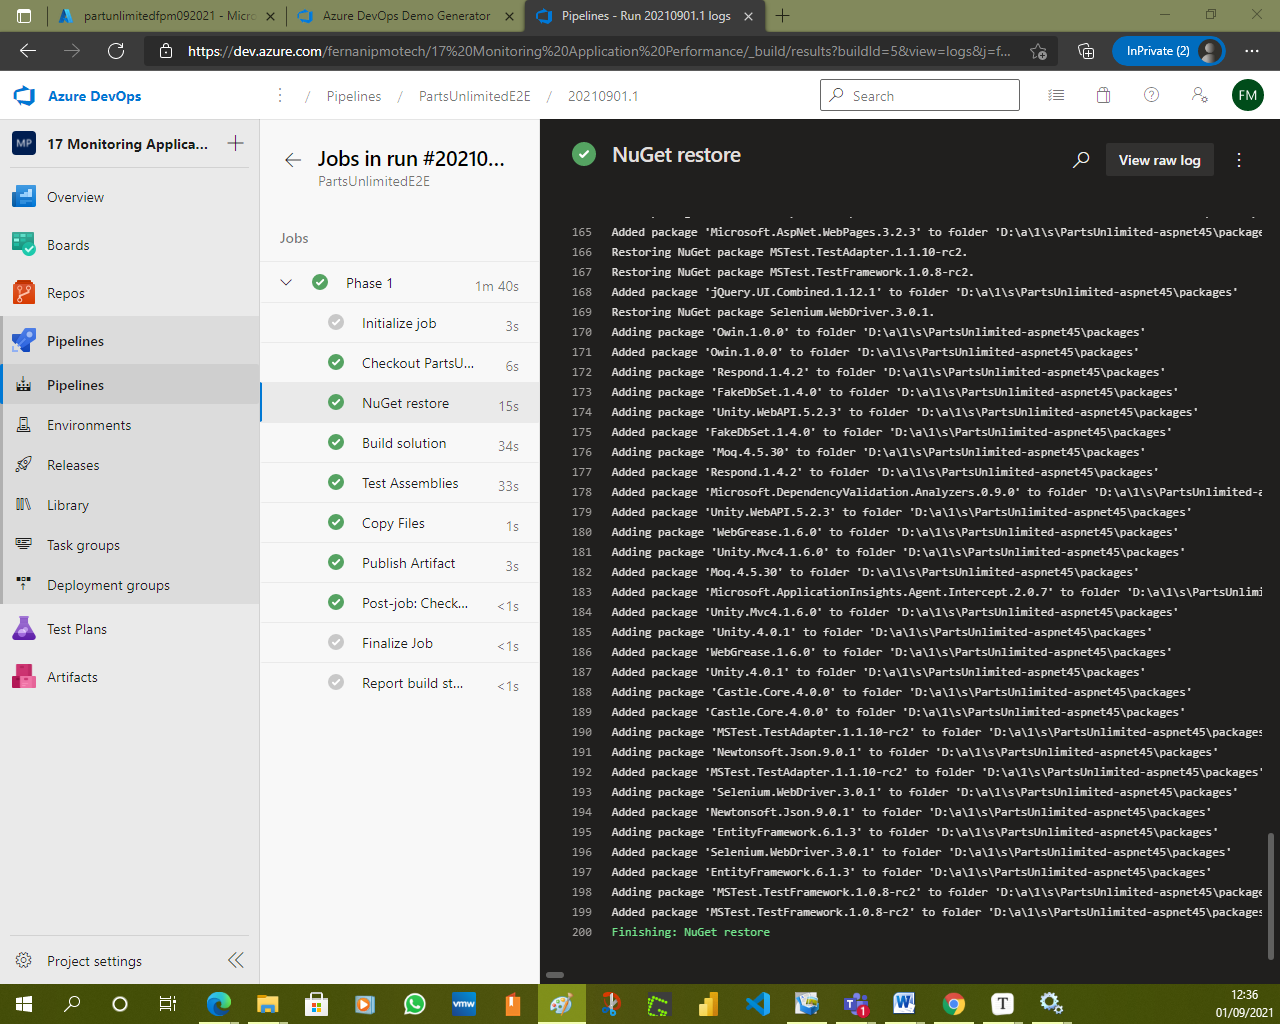 partunlimitedfpm092021 - Micro
Azure DevOps Demo Generator
Pipelines - Run 20210901.1 logs
https://dev.azure.com/fernanipmotech/17%20Monitoring%20Application%20Performance/_build/results?buildId=5&view=logs&j=f...
InPrivate (2)
Azure DevOps
/ Pipelines / PartsUnlimitedE2E / 20210901.1
Search
FM
MP
17 Monitoring Applica...
Overview
Boards
Repos
Pipelines
Pipelines
Environments
Releases
Library
Task groups
Deployment groups
Test Plans
Artifacts
Project settings
Jobs in run #20210...
PartsUnlimitedE2E
Jobs
Phase 1 1m 40s
Initialize job 3s
Checkout PartsU... 6s
NuGet restore 15s
Build solution 34s
Test Assemblies 33s
Copy Files 1s
Publish Artifact 3s
Post-job: Check... <1s
Finalize Job <1s
Report build st... <1s
NuGet restore
View raw log
165 Added package 'Microsoft.AspNet.WebPages.3.2.3' to folder 'D:\a\1\s\PartsUnlimited-aspnet45\package
166 Restoring NuGet package MSTest.TestAdapter.1.1.10-rc2.
167 Restoring NuGet package MSTest.TestFramework.1.0.8-rc2.
168 Added package 'jQuery.UI.Combined.1.12.1' to folder 'D:\a\1\s\PartsUnlimited-aspnet45\packages'
169 Restoring NuGet package Selenium.WebDriver.3.0.1.
170 Adding package 'Owin.1.0.0' to folder 'D:\a\1\s\PartsUnlimited-aspnet45\packages'
171 Added package 'Owin.1.0.0' to folder 'D:\a\1\s\PartsUnlimited-aspnet45\packages'
172 Adding package 'Respond.1.4.2' to folder 'D:\a\1\s\PartsUnlimited-aspnet45\packages'
173 Adding package 'FakeDbSet.1.4.0' to folder 'D:\a\1\s\PartsUnlimited-aspnet45\packages'
174 Adding package 'Unity.WebAPI.5.2.3' to folder 'D:\a\1\s\PartsUnlimited-aspnet45\packages'
175 Added package 'FakeDbSet.1.4.0' to folder 'D:\a\1\s\PartsUnlimited-aspnet45\packages'
176 Adding package 'Moq.4.5.30' to folder 'D:\a\1\s\PartsUnlimited-aspnet45\packages'
177 Added package 'Respond.1.4.2' to folder 'D:\a\1\s\PartsUnlimited-aspnet45\packages'
178 Added package 'Microsoft.DependencyValidation.Analyzers.0.9.0' to folder 'D:\a\1\s\PartsUnlimited-a
179 Added package 'Unity.WebAPI.5.2.3' to folder 'D:\a\1\s\PartsUnlimited-aspnet45\packages'
180 Adding package 'WebGrease.1.6.0' to folder 'D:\a\1\s\PartsUnlimited-aspnet45\packages'
181 Adding package 'Unity.Mvc4.1.6.0' to folder 'D:\a\1\s\PartsUnlimited-aspnet45\packages'
182 Added package 'Moq.4.5.30' to folder 'D:\a\1\s\PartsUnlimited-aspnet45\packages'
183 Added package 'Microsoft.ApplicationInsights.Agent.Intercept.2.0.7' to folder 'D:\a\1\s\PartsUnlimi
184 Added package 'Unity.Mvc4.1.6.0' to folder 'D:\a\1\s\PartsUnlimited-aspnet45\packages'
185 Adding package 'Unity.4.0.1' to folder 'D:\a\1\s\PartsUnlimited-aspnet45\packages'
186 Added package 'WebGrease.1.6.0' to folder 'D:\a\1\s\PartsUnlimited-aspnet45\packages'
187 Added package 'Unity.4.0.1' to folder 'D:\a\1\s\PartsUnlimited-aspnet45\packages'
188 Adding package 'Castle.Core.4.0.0' to folder 'D:\a\1\s\PartsUnlimited-aspnet45\packages'
189 Added package 'Castle.Core.4.0.0' to folder 'D:\a\1\s\PartsUnlimited-aspnet45\packages'
190 Adding package 'MSTest.TestAdapter.1.1.10-rc2' to folder 'D:\a\1\s\PartsUnlimited-aspnet45\packages
191 Adding package 'Newtonsoft.Json.9.0.1' to folder 'D:\a\1\s\PartsUnlimited-aspnet45\packages'
192 Added package 'MSTest.TestAdapter.1.1.10-rc2' to folder 'D:\a\1\s\PartsUnlimited-aspnet45\packages'
193 Adding package 'Selenium.WebDriver.3.0.1' to folder 'D:\a\1\s\PartsUnlimited-aspnet45\packages'
194 Added package 'Newtonsoft.Json.9.0.1' to folder 'D:\a\1\s\PartsUnlimited-aspnet45\packages'
195 Adding package 'EntityFramework.6.1.3' to folder 'D:\a\1\s\PartsUnlimited-aspnet45\packages'
196 Added package 'Selenium.WebDriver.3.0.1' to folder 'D:\a\1\s\PartsUnlimited-aspnet45\packages'
197 Added package 'EntityFramework.6.1.3' to folder 'D:\a\1\s\PartsUnlimited-aspnet45\packages'
198 Adding package 'MSTest.TestFramework.1.0.8-rc2' to folder 'D:\a\1\s\PartsUnlimited-aspnet45\package
199 Added package 'MSTest.TestFramework.1.0.8-rc2' to folder 'D:\a\1\s\PartsUnlimited-aspnet45\packages
200 Finishing: NuGet restore
vmw
1
T
12:36
01/09/2021